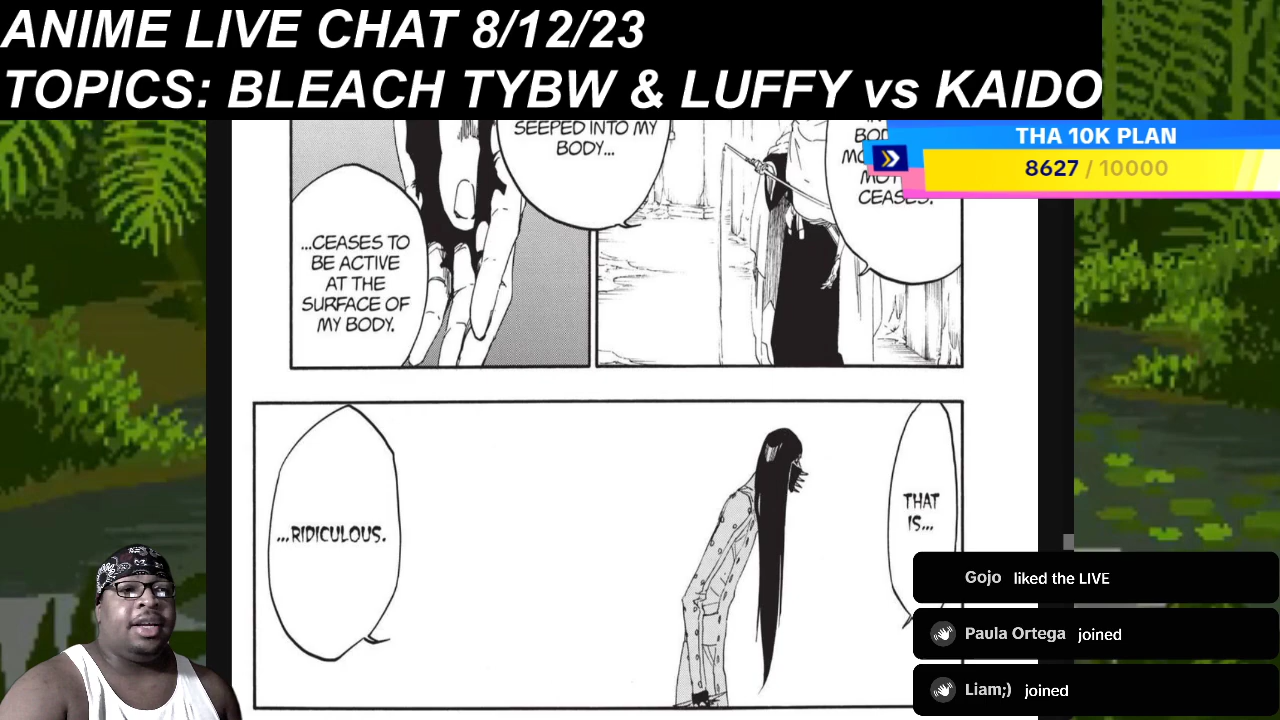 ANIME LIVE CHAT 8/12/23
TOPICS: BLEACH TYBW & LUFFY vs KAIDO
THA 10K PLAN
8627 / 10000
SEEPED INTO MY
BODY...
CEASES.
...CEASES TO
BE ACTIVE
AT THE
SURFACE OF
MY BODY.
THAT
IS...
...RIDICULOUS.
Gojo liked the LIVE
Paula Ortega joined
Liam;) joined